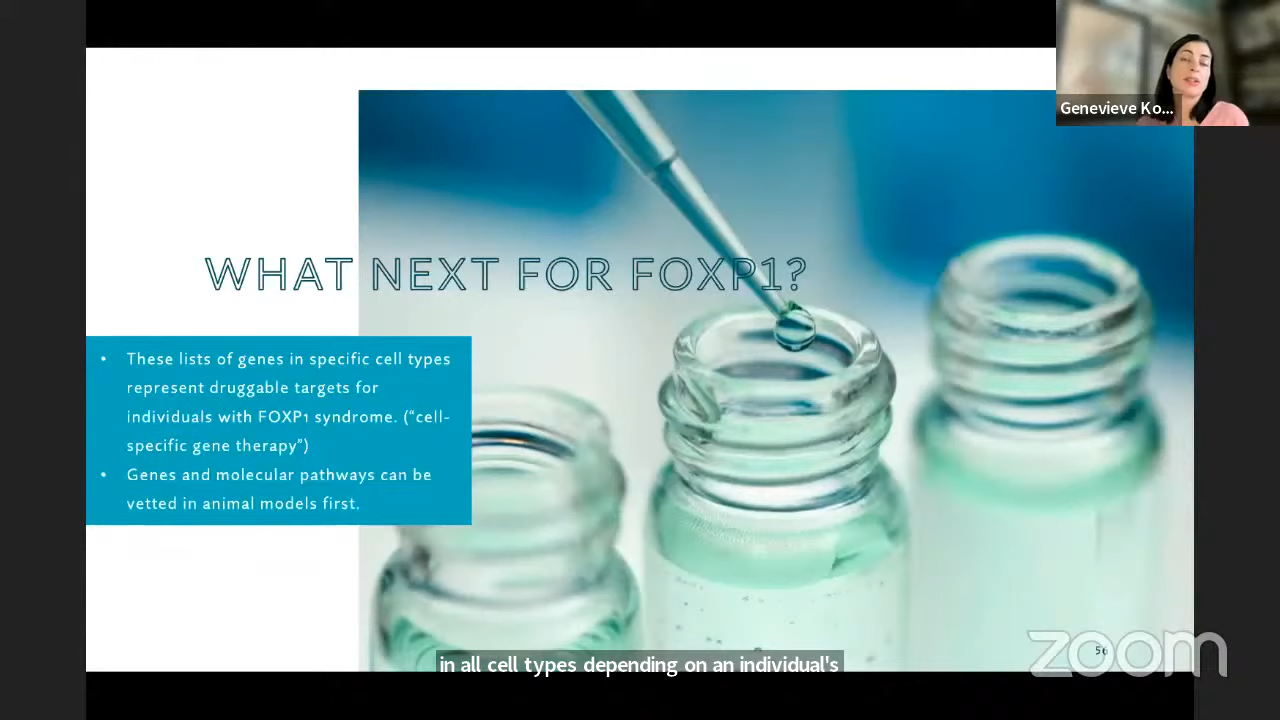 Genevieve Ko...
WHAT NEXT FOR FOXP1?
• These lists of genes in specific cell types
represent druggable targets for
individuals with FOXP1 syndrome. (“cell-
specific gene therapy”)
• Genes and molecular pathways can be
vetted in animal models first.
56
zoom
in all cell types depending on an individual's